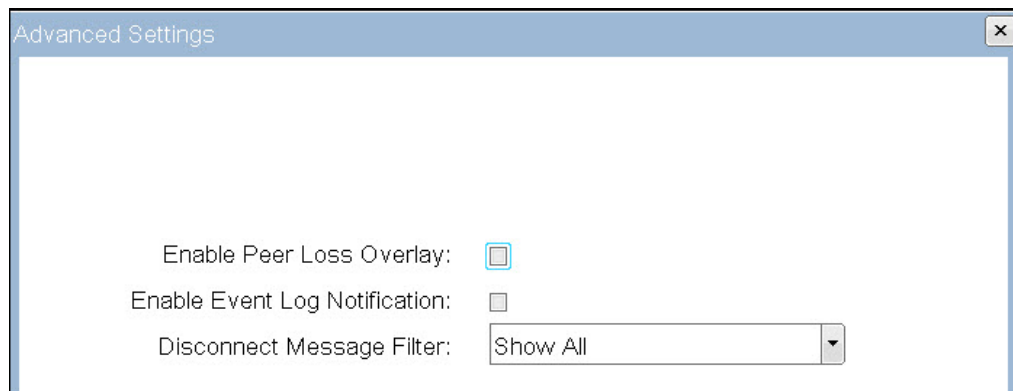 Advanced Settings
Enable Peer Loss Overlay:
Enable Event Log Notification:
Disconnect Message Filter: Show All